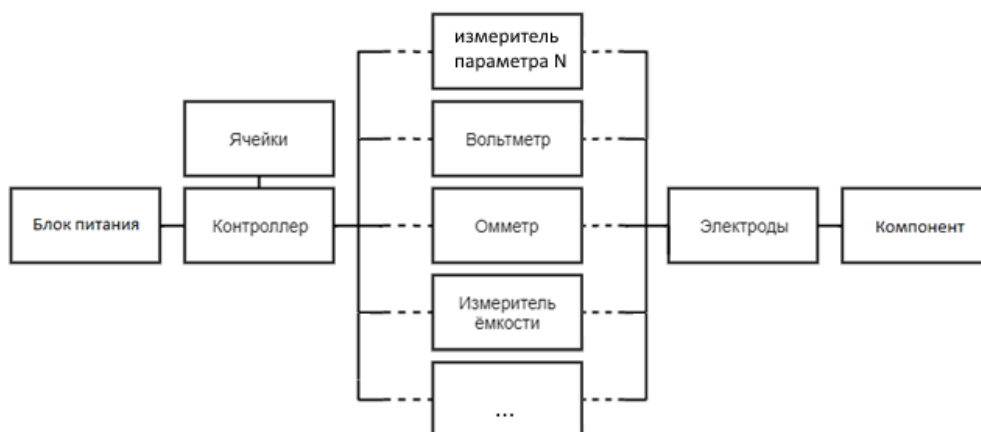 измеритель
параметра N
Ячейки
Вольтметр
Блок питания
Контроллер
Омметр
Электроды
Компонент
Измеритель
ёмкости
...